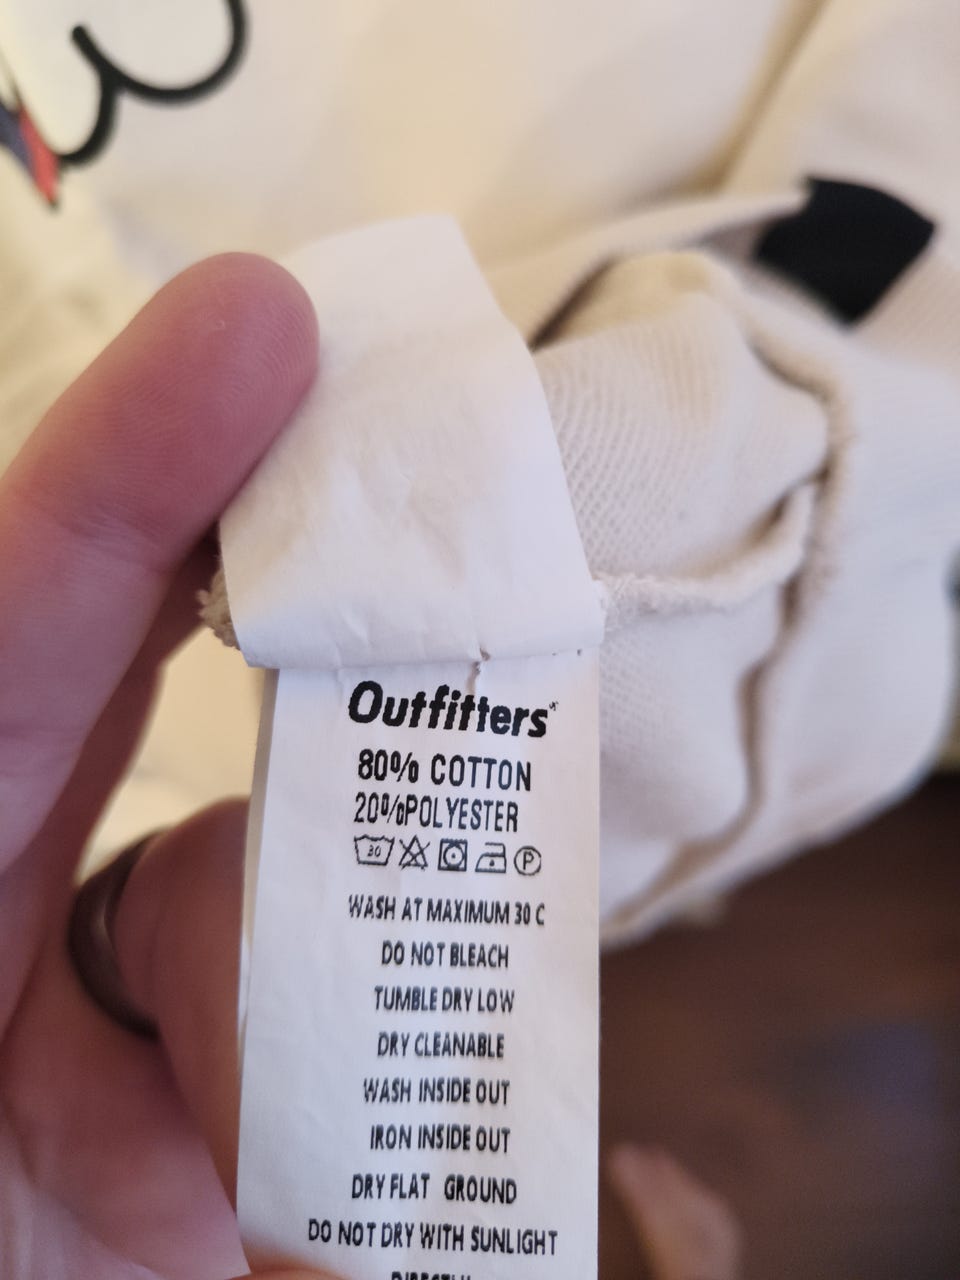 Outfitters
80% COTTON
20%POLYESTER
30 P
WASH AT MAXIMUM 30 C
DO NOT BLEACH
TUMBLE DRY LOW
DRY CLEANABLE
WASH INSIDE OUT
IRON INSIDE OUT
DRY FLAT GROUND
DO NOT DRY WITH SUNLIGHT